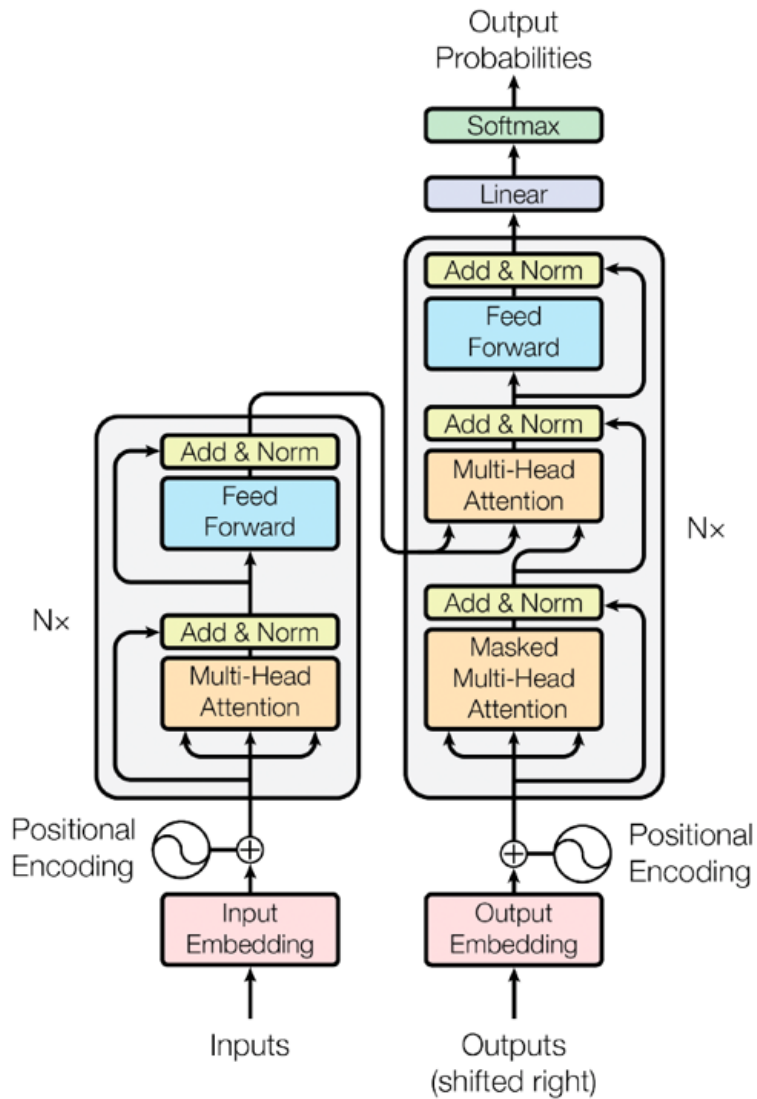 Output
Probabilities
Softmax
Linear
Add & Norm
Feed
Forward
Add & Norm
Multi-Head
Attention
Add & Norm
Masked
Multi-Head
Attention
N×
Add & Norm
Feed
Forward
Add & Norm
Multi-Head
Attention
N×
Positional
Encoding
Positional
Encoding
Input
Embedding
Output
Embedding
Inputs
Outputs
(shifted right)